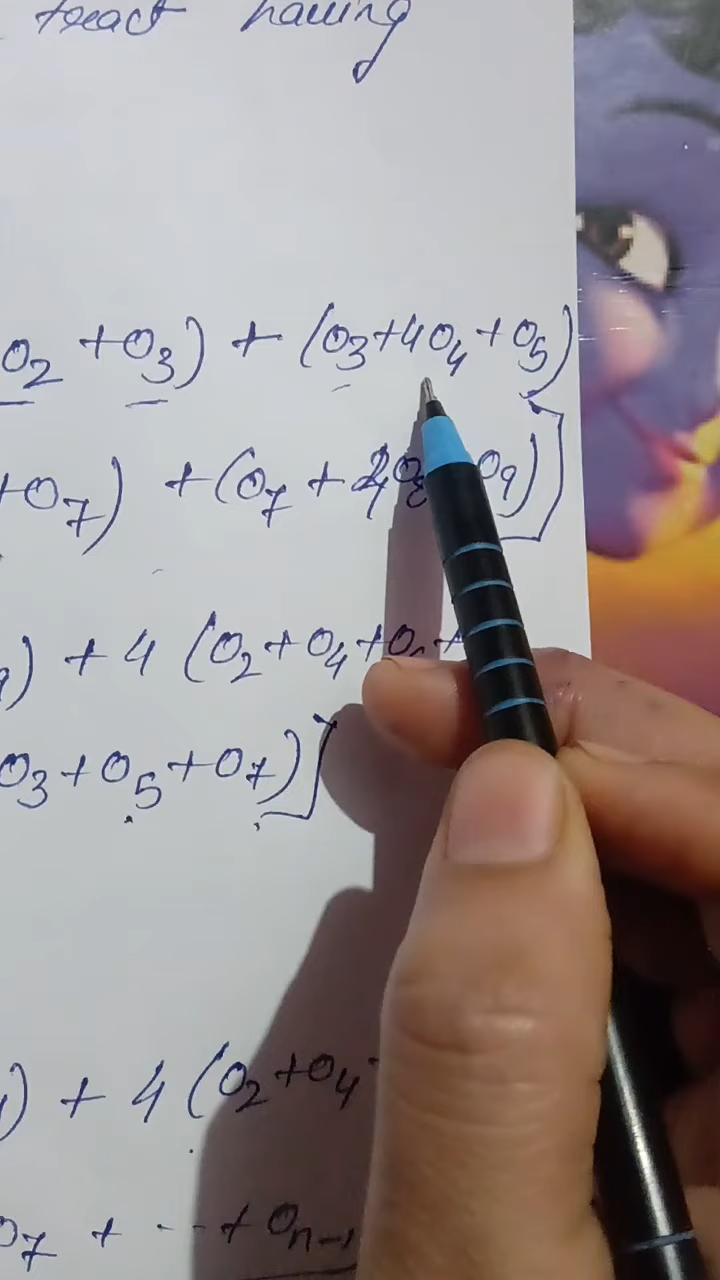 tract having
O₂ + O₃) + (O₃ + 4O₄ + O₅)
+ O₇) + (O₇ + 4O₈ O₉)]
) + 4 (O₂ + O₄ + O₆ +
O₃ + O₅ + O₇)]
) + 4 (O₂ + O₄ +
O₇ + --- + Oₙ₋₁